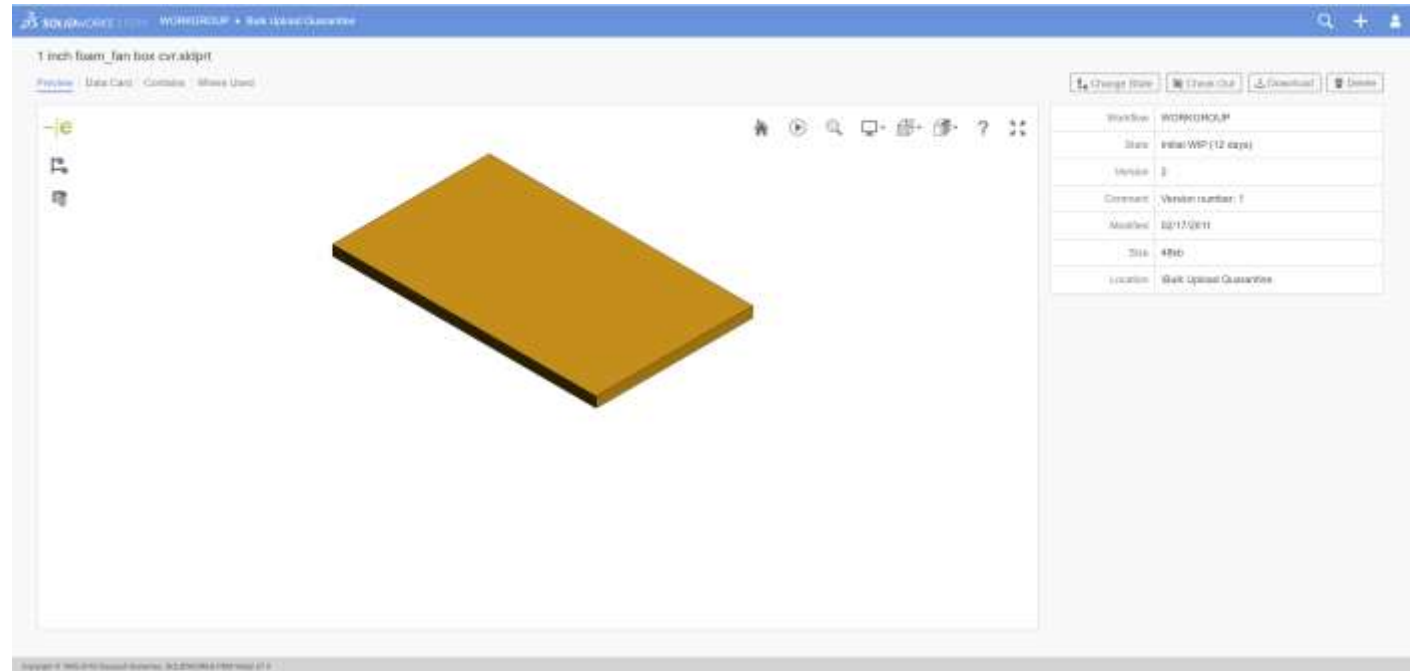 SOLIDWORKS WORKGROUP Bulk Upload Quarantine
1 inch foam_fan box cvr.sldprt
Preview Data Card Contains Where Used
Change State Check Out Download Delete
Workflow WORKGROUP
State Initial WIP (12 days)
Version 2
Comment Version number: 1
Modified 02/17/2011
Size
Location \Bulk Upload Quarantine